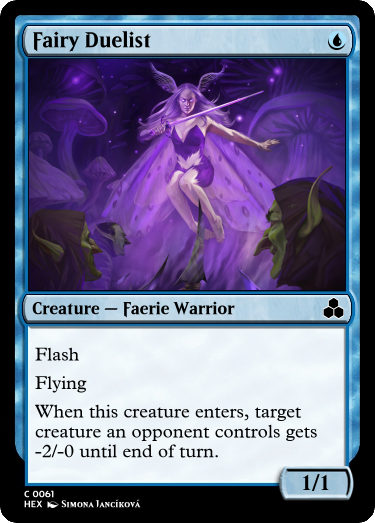 Fairy Duelist
Creature — Faerie Warrior
Flash
Flying
When this creature enters, target
creature an opponent controls gets
-2/-0 until end of turn.
1/1
C 0061
HEX SIMONA JANCÍKOVÁ